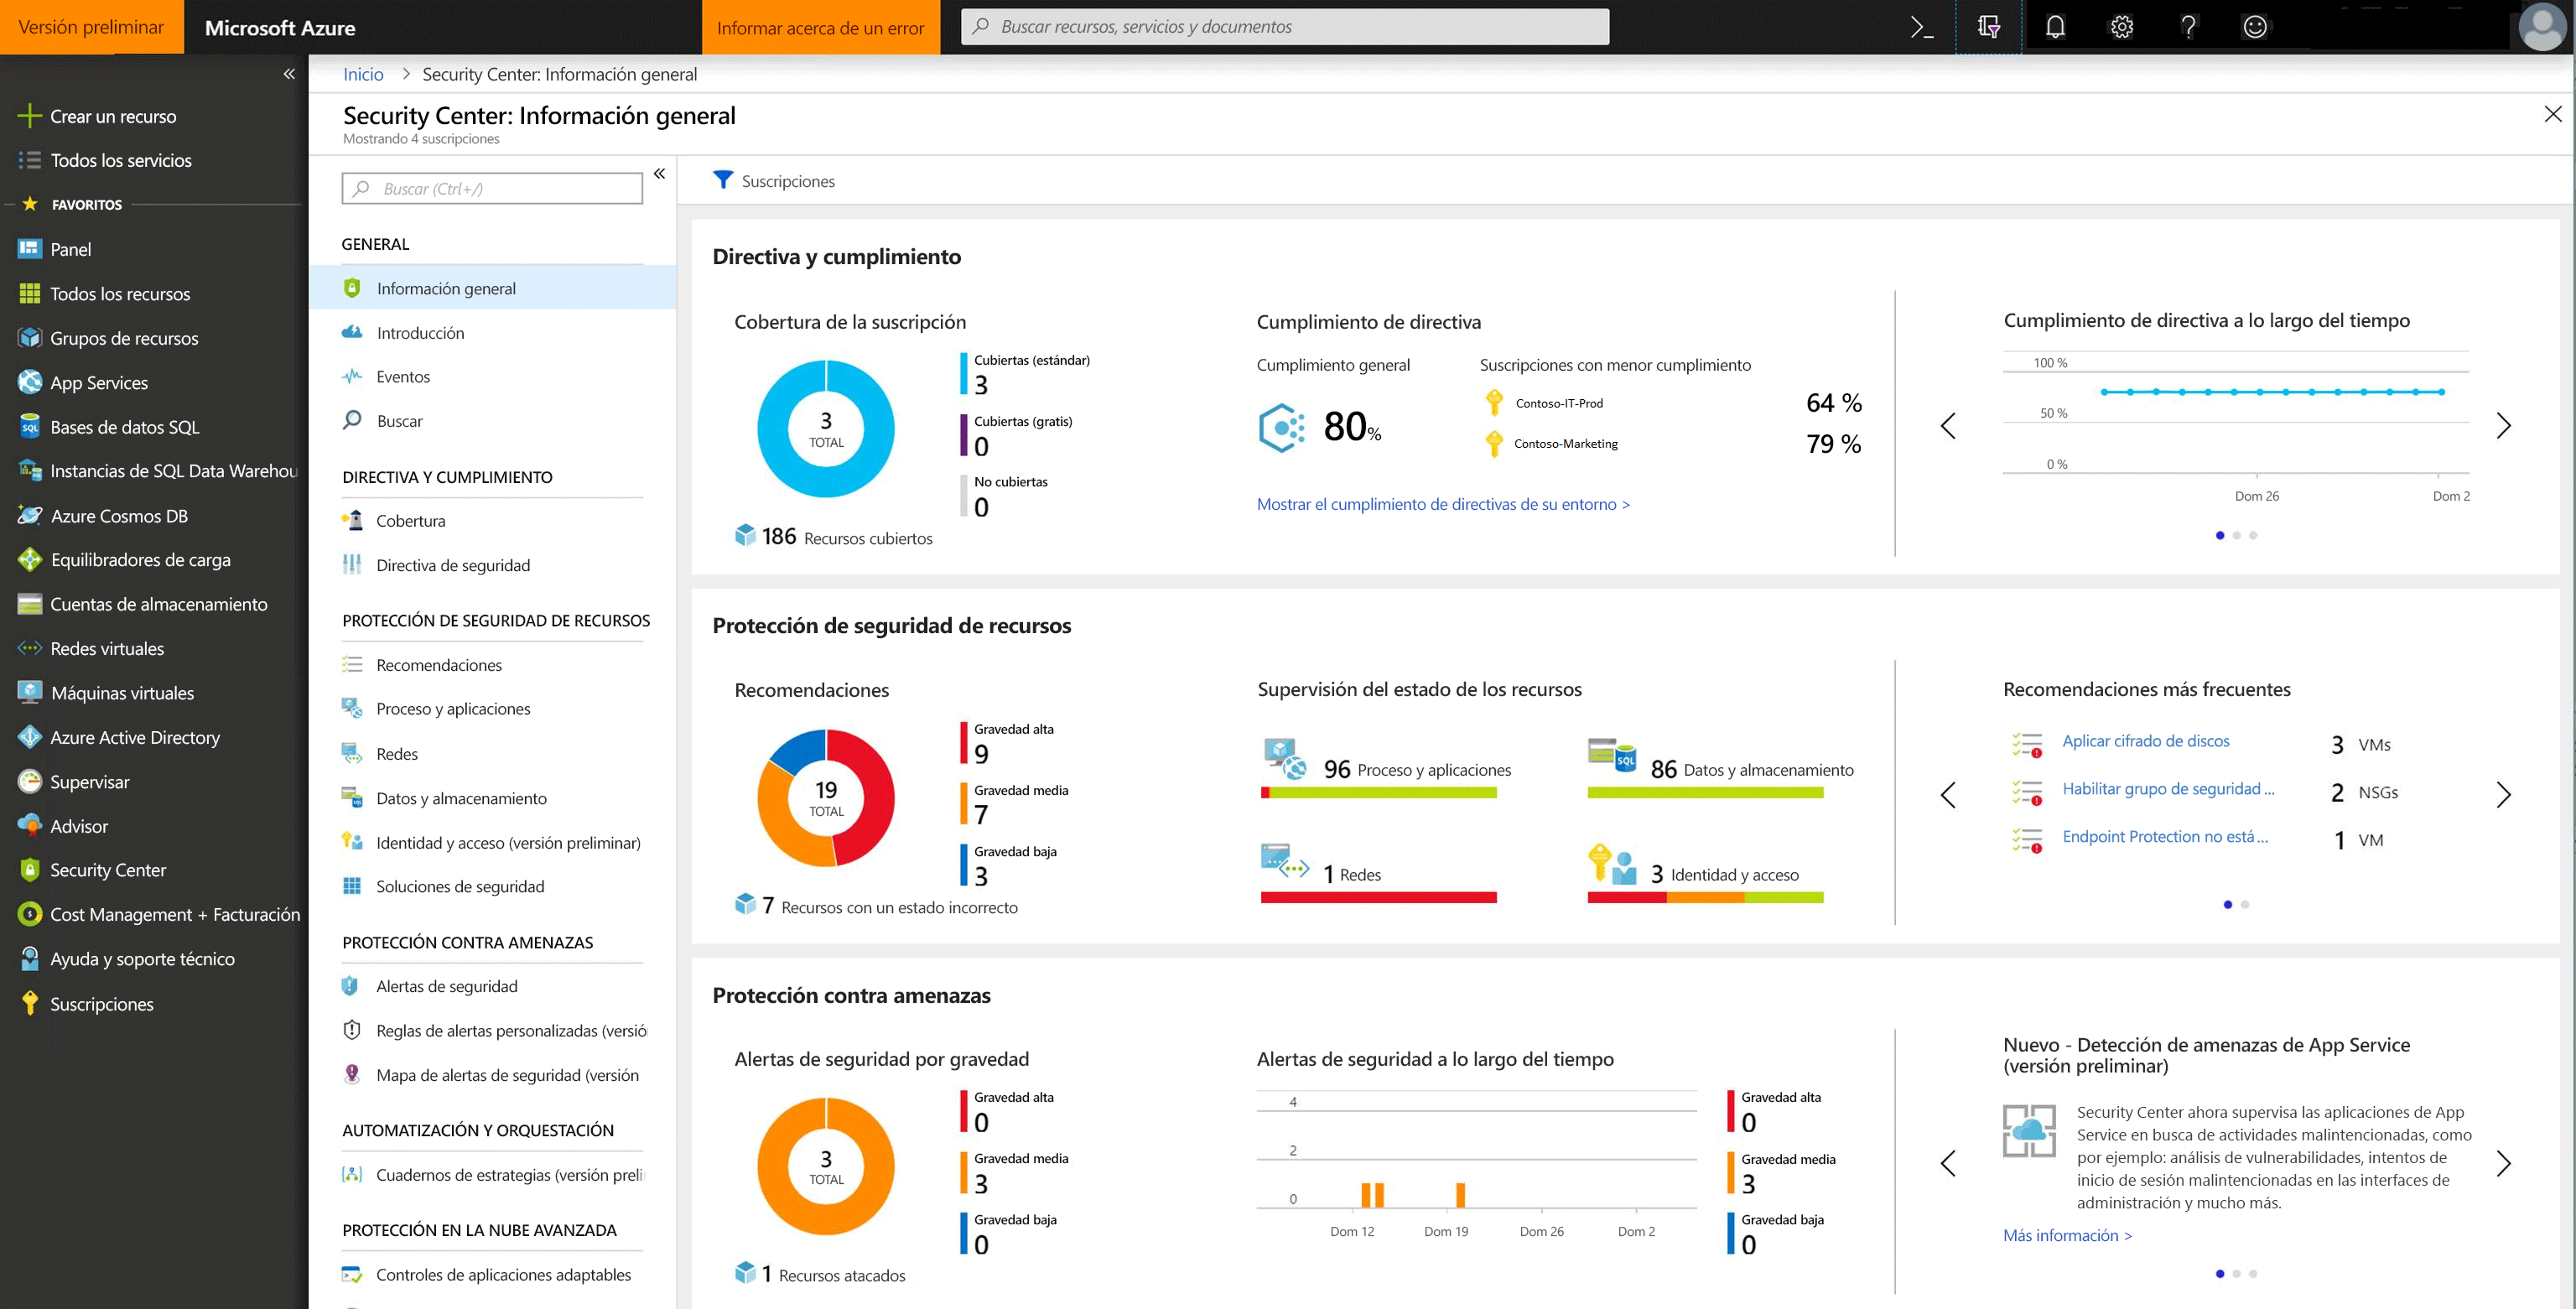 Versión preliminar
Microsoft Azure
Informar acerca de un error
Buscar recursos, servicios y documentos
Crear un recurso
Todos los servicios
FAVORITOS
Panel
Todos los recursos
Grupos de recursos
App Services
Bases de datos SQL
Instancias de SQL Data Warehou
Azure Cosmos DB
Equilibradores de carga
Cuentas de almacenamiento
Redes virtuales
Máquinas virtuales
Azure Active Directory
Supervisar
Advisor
Security Center
Cost Management + Facturación
Ayuda y soporte técnico
Suscripciones
Inicio > Security Center: Información general
Security Center: Información general
Mostrando 4 suscripciones
Buscar (Ctrl+/)
GENERAL
Información general
Introducción
Eventos
Buscar
DIRECTIVA Y CUMPLIMIENTO
Cobertura
Directiva de seguridad
PROTECCIÓN DE SEGURIDAD DE RECURSOS
Recomendaciones
Proceso y aplicaciones
Redes
Datos y almacenamiento
Identidad y acceso (versión preliminar)
Soluciones de seguridad
PROTECCIÓN CONTRA AMENAZAS
Alertas de seguridad
Reglas de alertas personalizadas (versió
Mapa de alertas de seguridad (versión
AUTOMATIZACIÓN Y ORQUESTACIÓN
Cuadernos de estrategias (versión preli
PROTECCIÓN EN LA NUBE AVANZADA
Controles de aplicaciones adaptables
Suscripciones
Directiva y cumplimiento
Cobertura de la suscripción
3
TOTAL
Cubiertas (estándar)
3
Cubiertas (gratis)
0
No cubiertas
0
186 Recursos cubiertos
Cumplimiento de directiva
Cumplimiento general
80%
Suscripciones con menor cumplimiento
Contoso-IT-Prod 64 %
Contoso-Marketing 79 %
Mostrar el cumplimiento de directivas de su entorno >
Cumplimiento de directiva a lo largo del tiempo
100 %
50 %
0 %
Dom 26 Dom 2
Protección de seguridad de recursos
Recomendaciones
19
TOTAL
Gravedad alta
9
Gravedad media
7
Gravedad baja
3
7 Recursos con un estado incorrecto
Supervisión del estado de los recursos
96 Proceso y aplicaciones
SQL
86 Datos y almacenamiento
1 Redes
3 Identidad y acceso
Recomendaciones más frecuentes
Aplicar cifrado de discos 3 VMs
Habilitar grupo de seguridad ... 2 NSGs
Endpoint Protection no está ... 1 VM
Protección contra amenazas
Alertas de seguridad por gravedad
3
TOTAL
Gravedad alta
0
Gravedad media
3
Gravedad baja
0
1 Recursos atacados
Alertas de seguridad a lo largo del tiempo
4
2
0
Dom 12 Dom 19 Dom 26 Dom 2
Gravedad alta
0
Gravedad media
3
Gravedad baja
0
Nuevo - Detección de amenazas de App Service
(versión preliminar)
Security Center ahora supervisa las aplicaciones de App
Service en busca de actividades malintencionadas, como
por ejemplo: análisis de vulnerabilidades, intentos de
inicio de sesión malintencionadas en las interfaces de
administración y mucho más.
Más información >